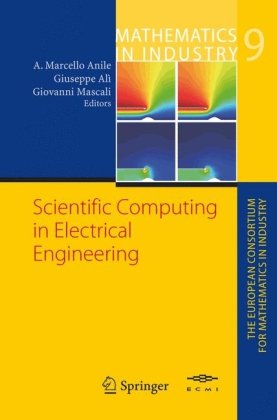 MATHEMATICS
IN INDUSTRY 9
A. Marcello Anile
Giuseppe Alì
Giovanni Mascali
Editors
Scientific Computing
in Electrical
Engineering
THE EUROPEAN CONSORTIUM
FOR MATHEMATICS IN INDUSTRY
Springer
ECMI